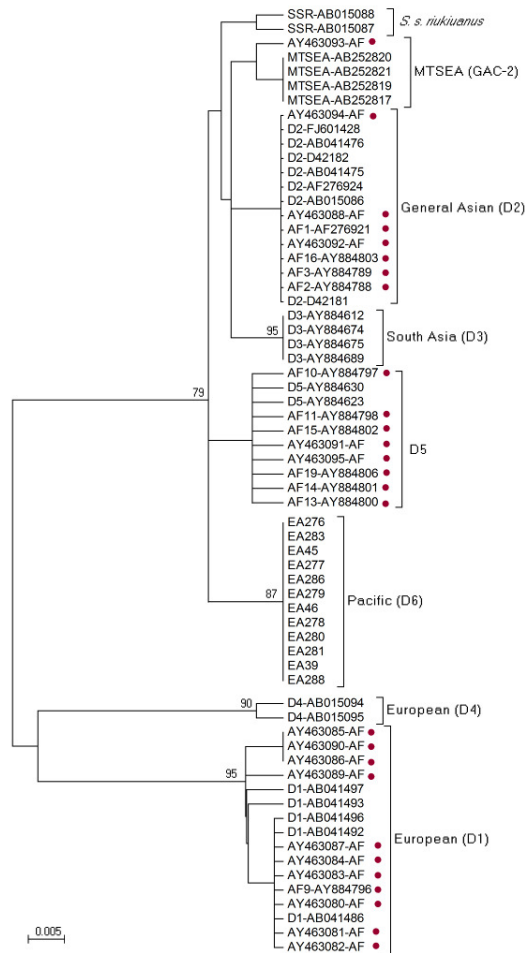 SSR-AB015088
SSR-AB015087
S. s. riukiuanus
AY463093-AF
MTSEA-AB252820
MTSEA-AB252821
MTSEA-AB252819
MTSEA-AB252817
MTSEA (GAC-2)
AY463094-AF
D2-FJ601428
D2-AB041476
D2-D42182
D2-AB041475
D2-AF276924
D2-AB015086
AY463088-AF
AF1-AF276921
AY463092-AF
AF16-AY884803
AF3-AY884789
AF2-AY884788
D2-D42181
General Asian (D2)
95
D3-AY884612
D3-AY884674
D3-AY884675
D3-AY884689
South Asia (D3)
79
AF10-AY884797
D5-AY884630
D5-AY884623
AF11-AY884798
AF15-AY884802
AY463091-AF
AY463095-AF
AF19-AY884806
AF14-AY884801
AF13-AY884800
D5
87
EA276
EA283
EA45
EA277
EA286
EA279
EA46
EA278
EA280
EA281
EA39
EA288
Pacific (D6)
90
D4-AB015094
D4-AB015095
European (D4)
95
AY463085-AF
AY463090-AF
AY463086-AF
AY463089-AF
D1-AB041497
D1-AB041493
D1-AB041496
D1-AB041492
AY463087-AF
AY463084-AF
AY463083-AF
AF9-AY884796
AY463080-AF
D1-AB041486
AY463081-AF
AY463082-AF
European (D1)
0.005